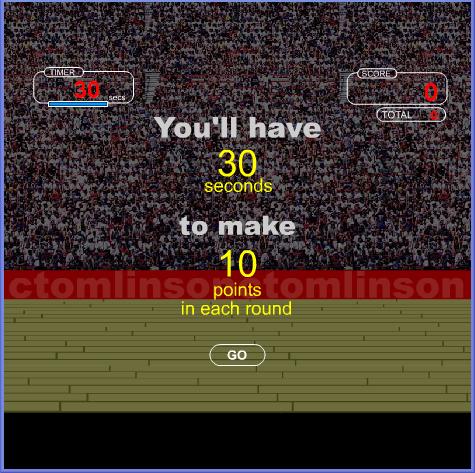 TIMER
30 secs
SCORE
0
TOTAL
You'll have
30
seconds
to make
10
ctomlinson ctomlinson
points
in each round
GO